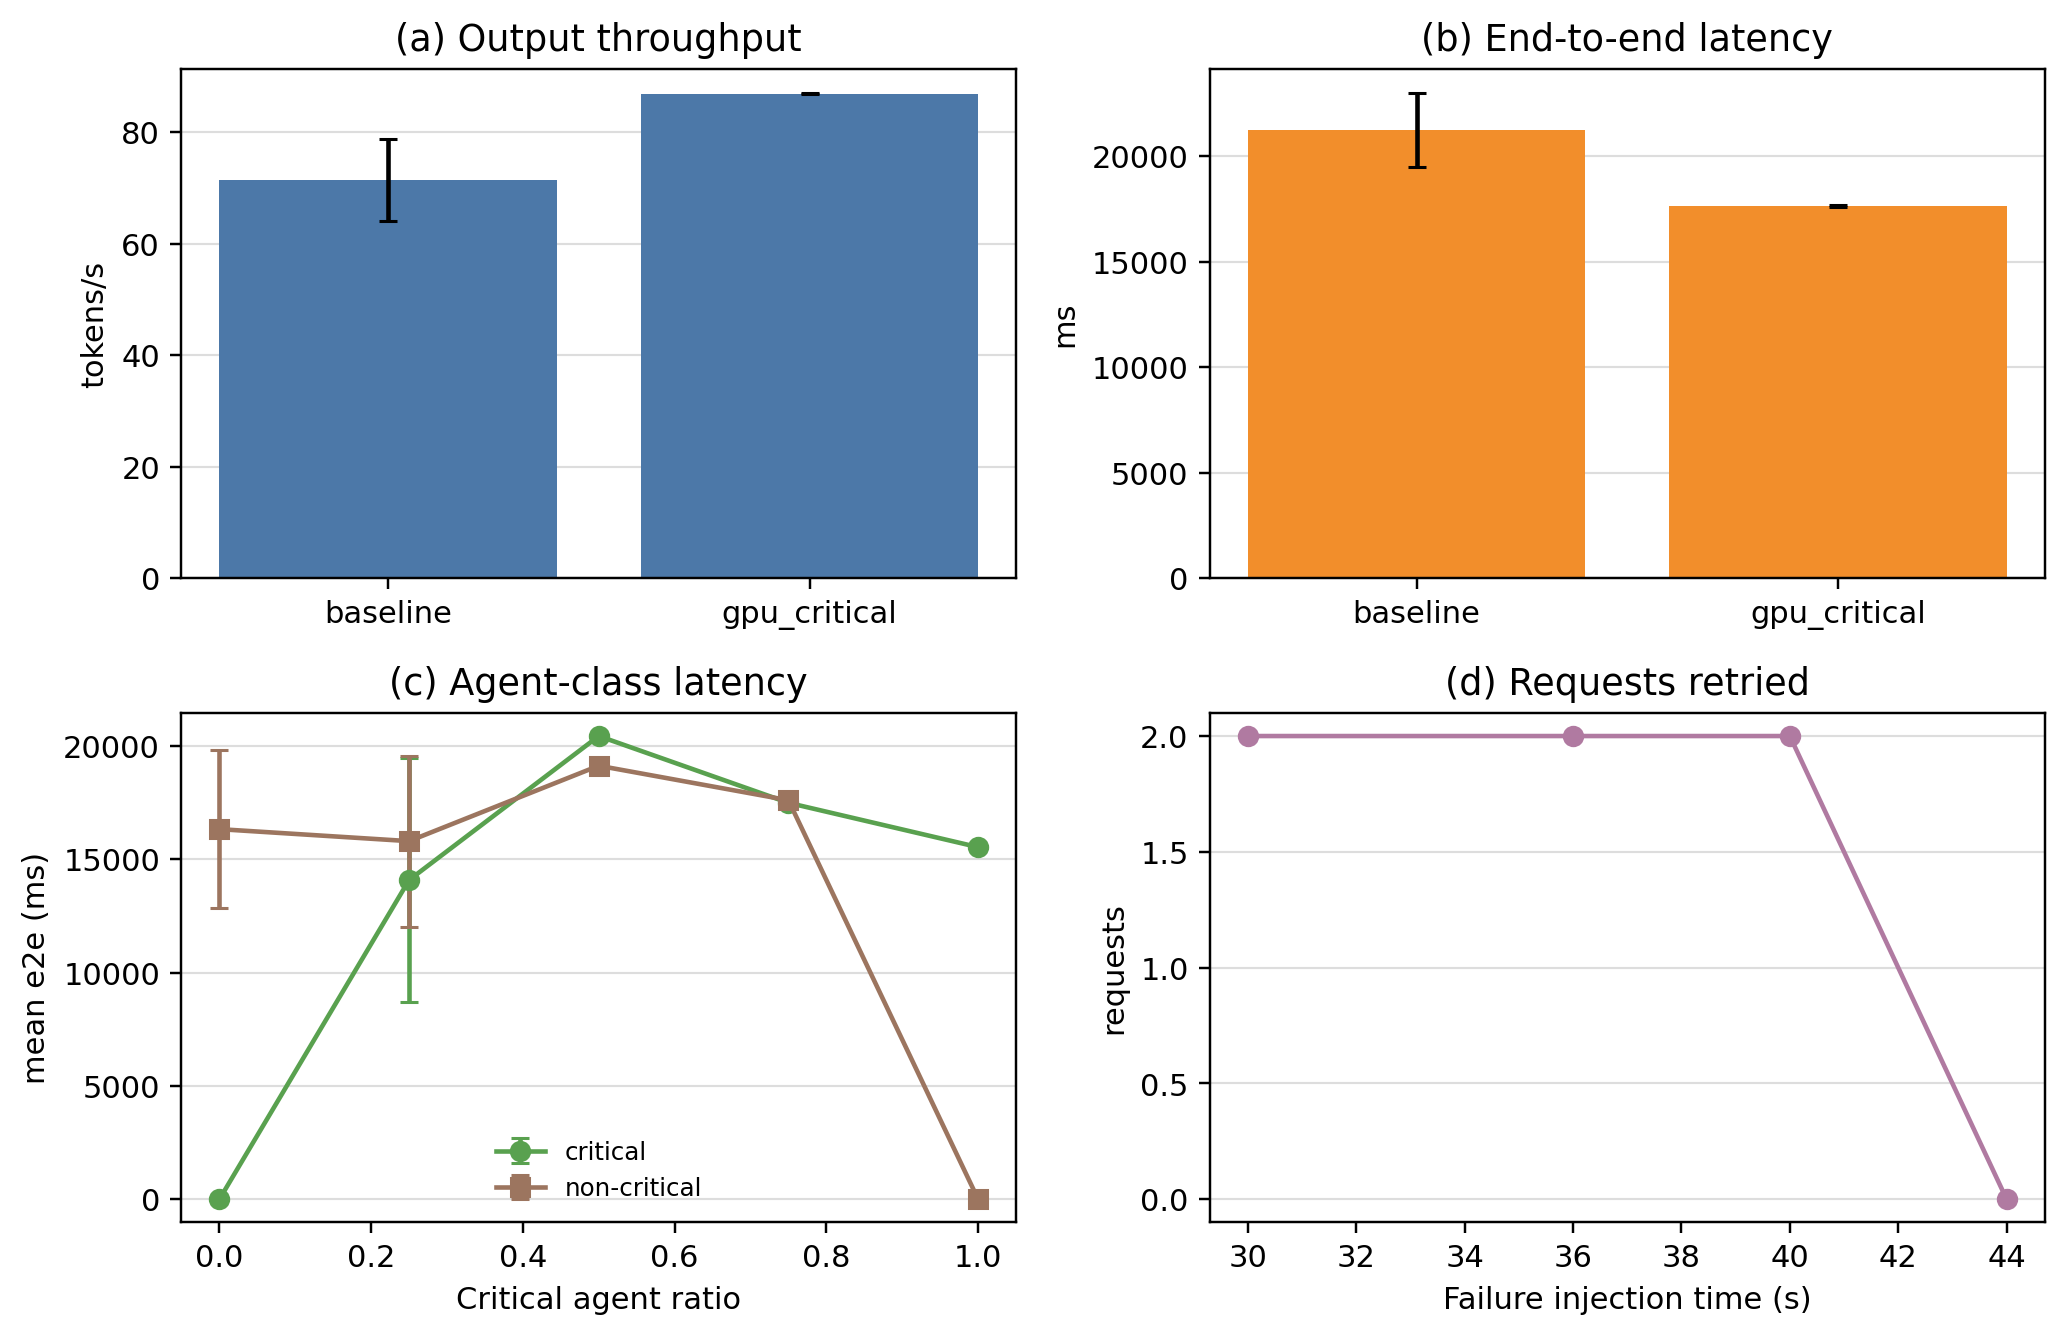 (a) Output throughput
tokens/s
80
60
40
20
0
baseline gpu_critical
(b) End-to-end latency
ms
20000
15000
10000
5000
0
baseline gpu_critical
(c) Agent-class latency
mean e2e (ms)
20000
15000
10000
5000
0
critical
non-critical
0.0 0.2 0.4 0.6 0.8 1.0
Critical agent ratio
(d) Requests retried
requests
2.0
1.5
1.0
0.5
0.0
30 32 34 36 38 40 42 44
Failure injection time (s)